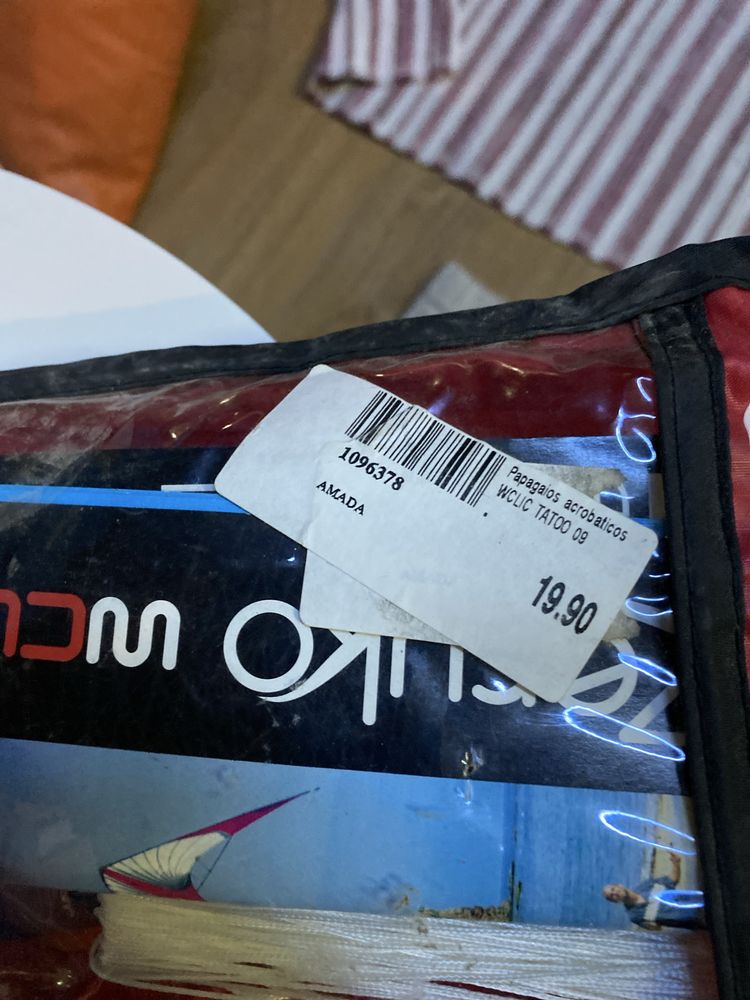 Papagaios acrobaticos
WCLIC TATOO 09
1096378
AMADA
19.90